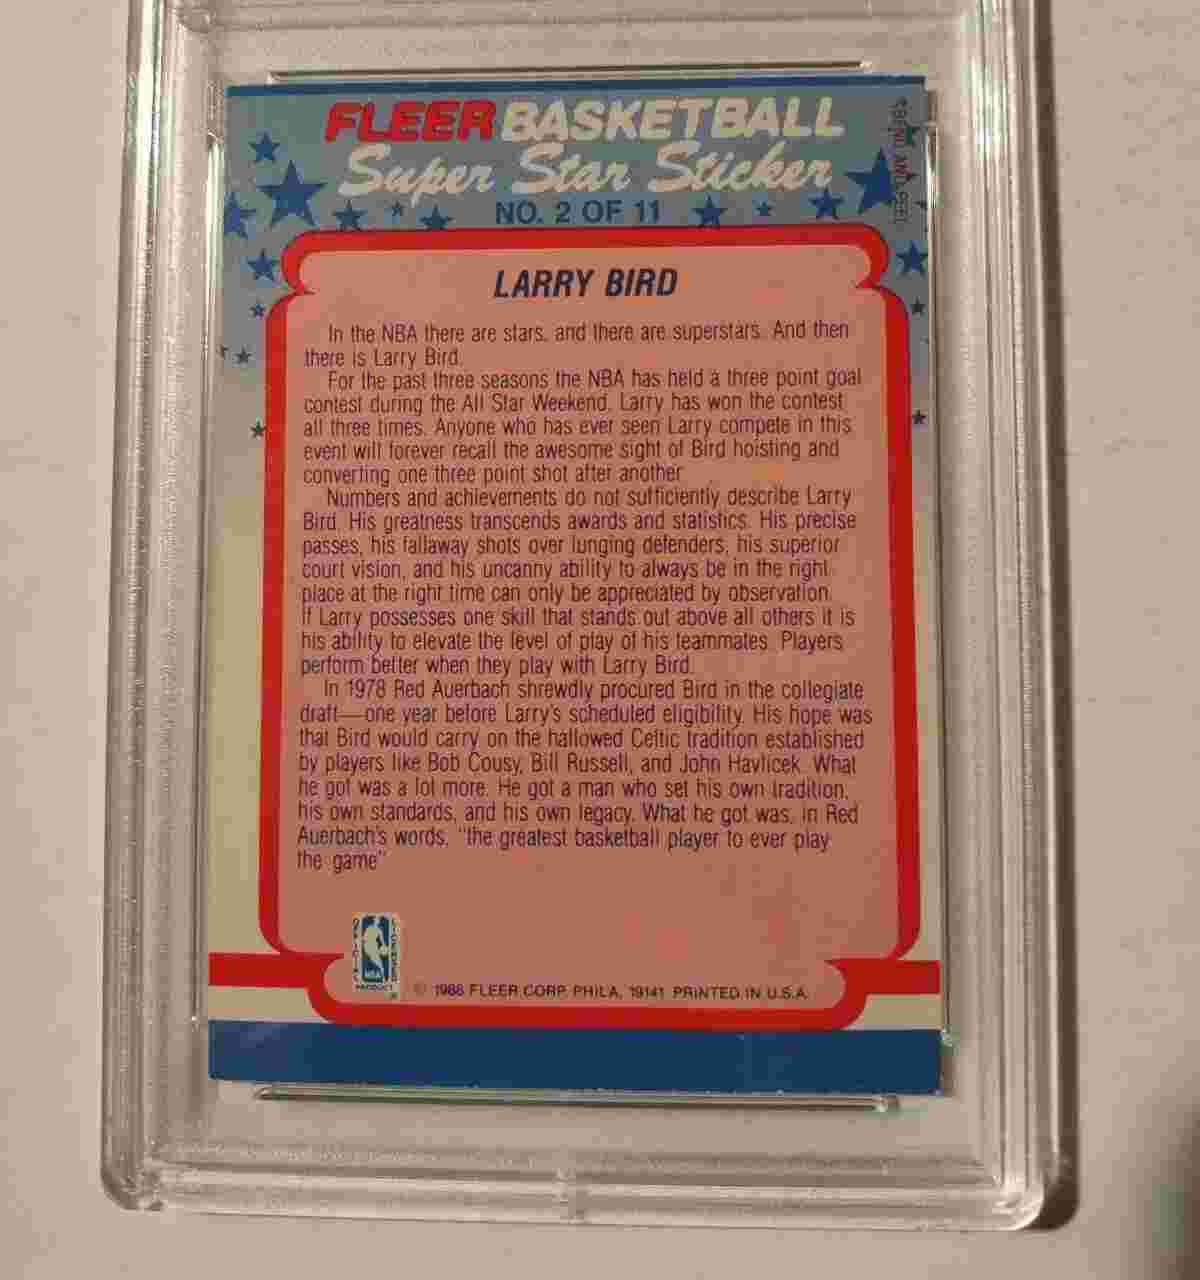 FLEER BASKETBALL
Super Star Sticker
NO. 2 OF 11
BEND AND PEEL
LARRY BIRD
In the NBA there are stars, and there are superstars. And then
there is Larry Bird.
For the past three seasons the NBA has held a three point goal
contest during the All Star Weekend. Larry has won the contest
all three times. Anyone who has ever seen Larry compete in this
event will forever recall the awesome sight of Bird hoisting and
converting one three point shot after another.
Numbers and achievements do not sufficiently describe Larry
Bird. His greatness transcends awards and statistics. His precise
passes, his fallaway shots over lunging defenders, his superior
court vision, and his uncanny ability to always be in the right
place at the right time can only be appreciated by observation.
If Larry possesses one skill that stands out above all others it is
his ability to elevate the level of play of his teammates. Players
perform better when they play with Larry Bird.
In 1978 Red Auerbach shrewdly procured Bird in the collegiate
draft—one year before Larry's scheduled eligibility. His hope was
that Bird would carry on the hallowed Celtic tradition established
by players like Bob Cousy, Bill Russell, and John Havlicek. What
he got was a lot more. He got a man who set his own tradition,
his own standards, and his own legacy. What he got was, in Red
Auerbach's words, "the greatest basketball player to ever play
the game"
OFFICIAL LICENSED
NBA
PRODUCT
® 
© 1988 FLEER CORP. PHILA, 19141 PRINTED IN U.S.A.